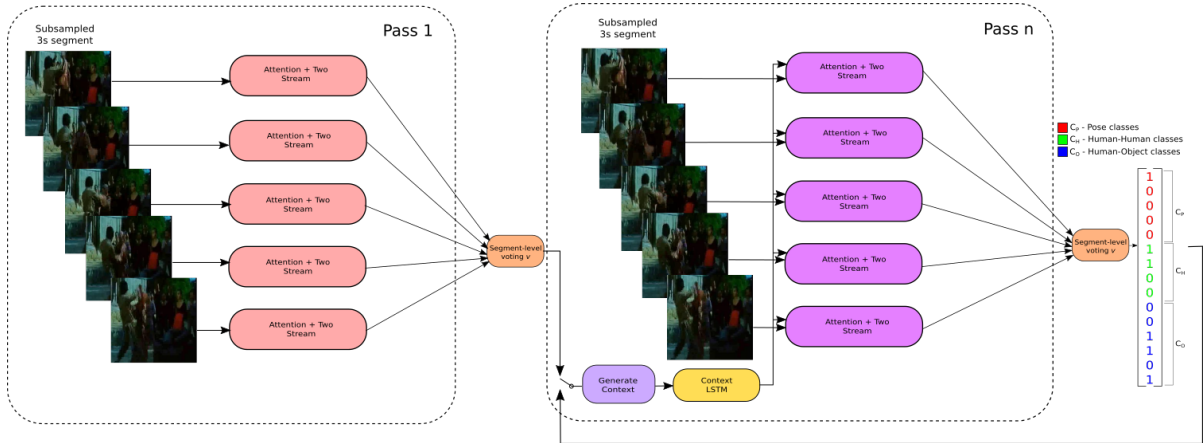 Subsampled
3s segment
Pass 1
Attention + Two
Stream
Attention + Two
Stream
Attention + Two
Stream
Attention + Two
Stream
Attention + Two
Stream
Segment-level
voting v
Subsampled
3s segment
Pass n
Attention + Two
Stream
Attention + Two
Stream
Attention + Two
Stream
Attention + Two
Stream
Attention + Two
Stream
Generate
Context
Context
LSTM
Segment-level
voting v
C_P - Pose classes
C_H - Human-Human classes
C_O - Human-Object classes
1
0
0
0
0
1
1
0
0
0
0
1
1
0
1
C_P
C_H
C_O